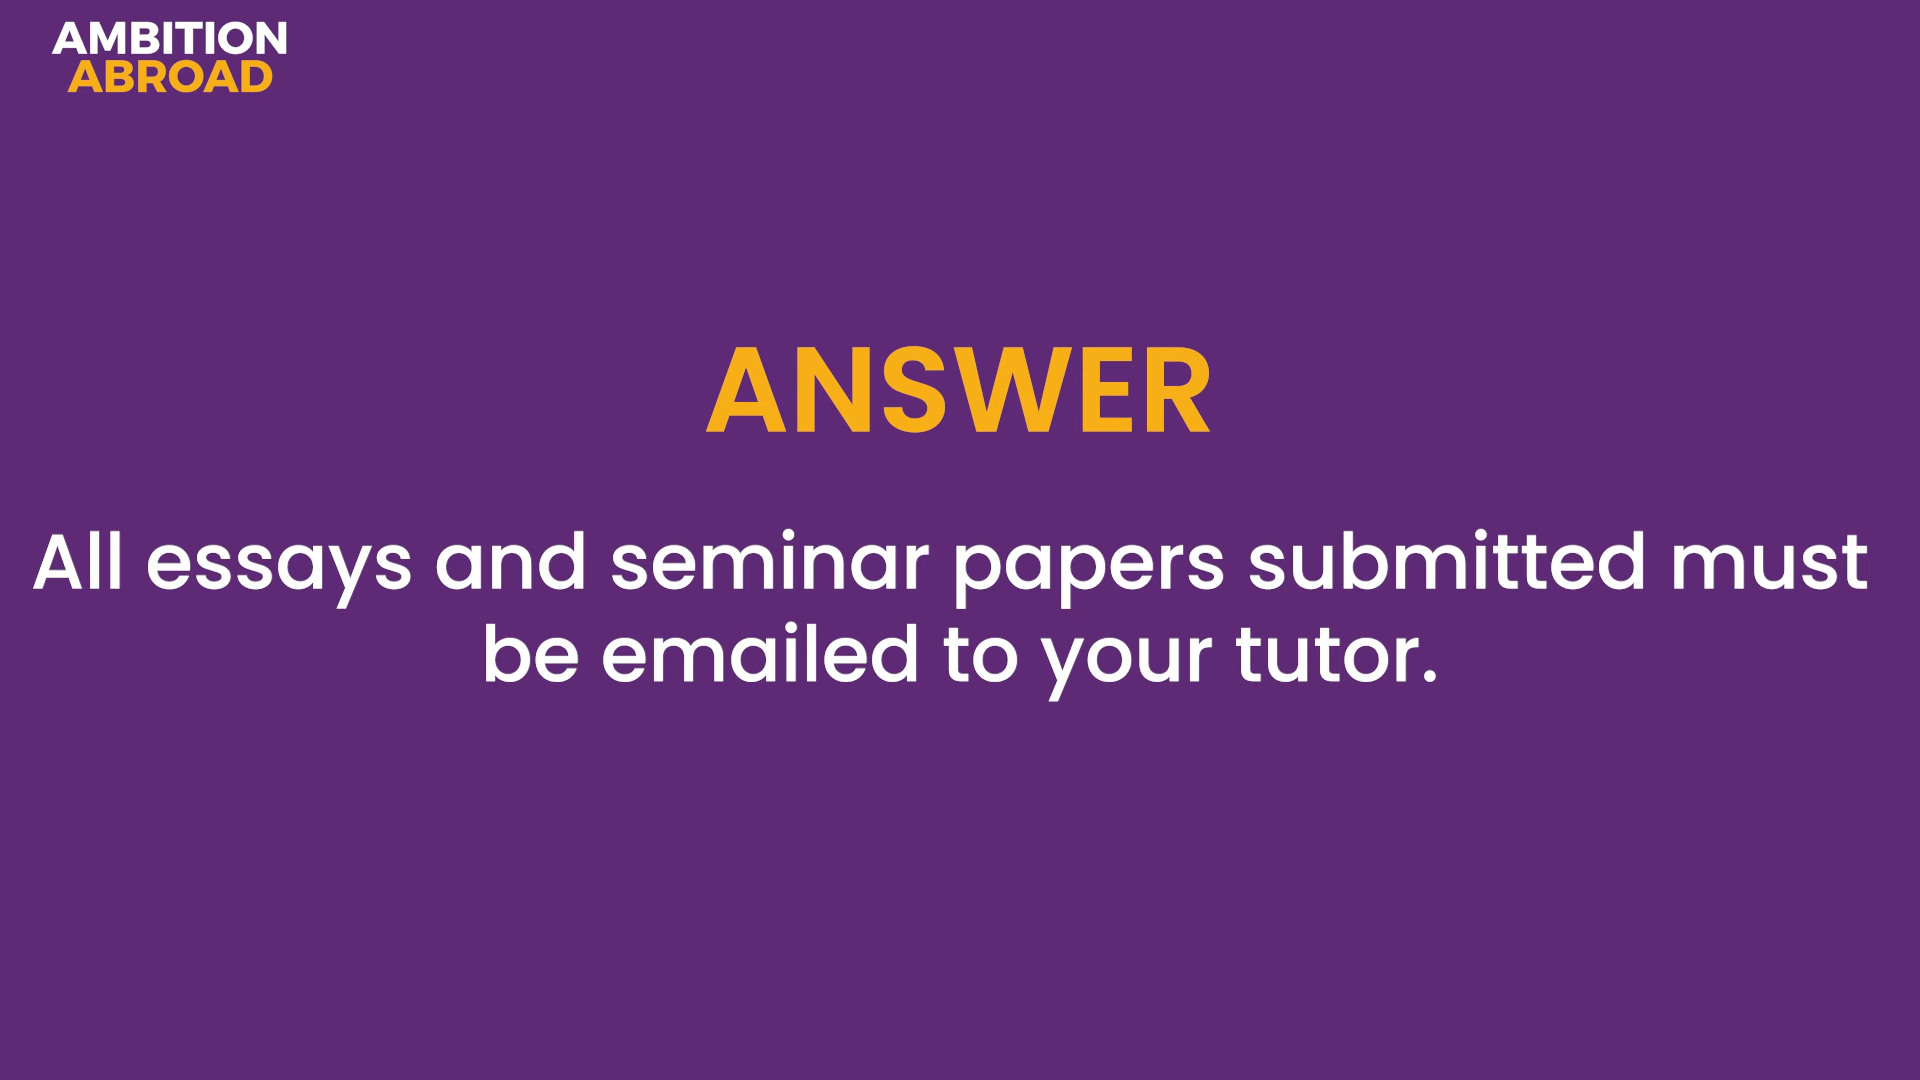 AMBITION
ABROAD
ANSWER
All essays and seminar papers submitted must
be emailed to your tutor.